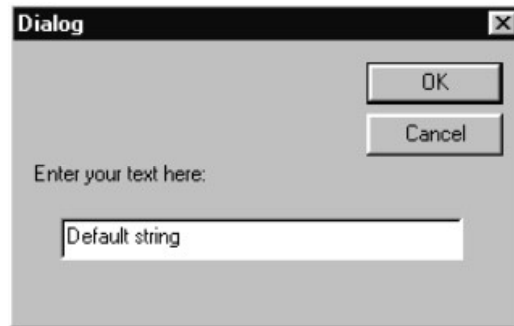 Dialog
OK
Cancel
Enter your text here:
Default string